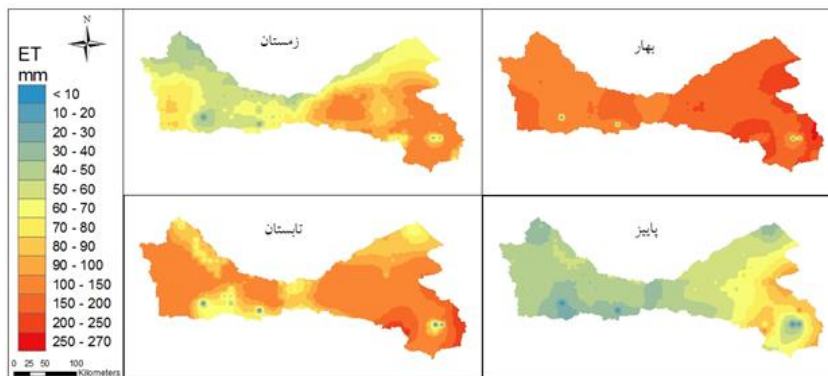 N
ET
mm
< 10
10 - 20
20 - 30
30 - 40
40 - 50
50 - 60
60 - 70
70 - 80
80 - 90
90 - 100
100 - 150
150 - 200
200 - 250
250 - 270
0 25 50 100
Kilometers
زمستان
بهار
تابستان
پاییز